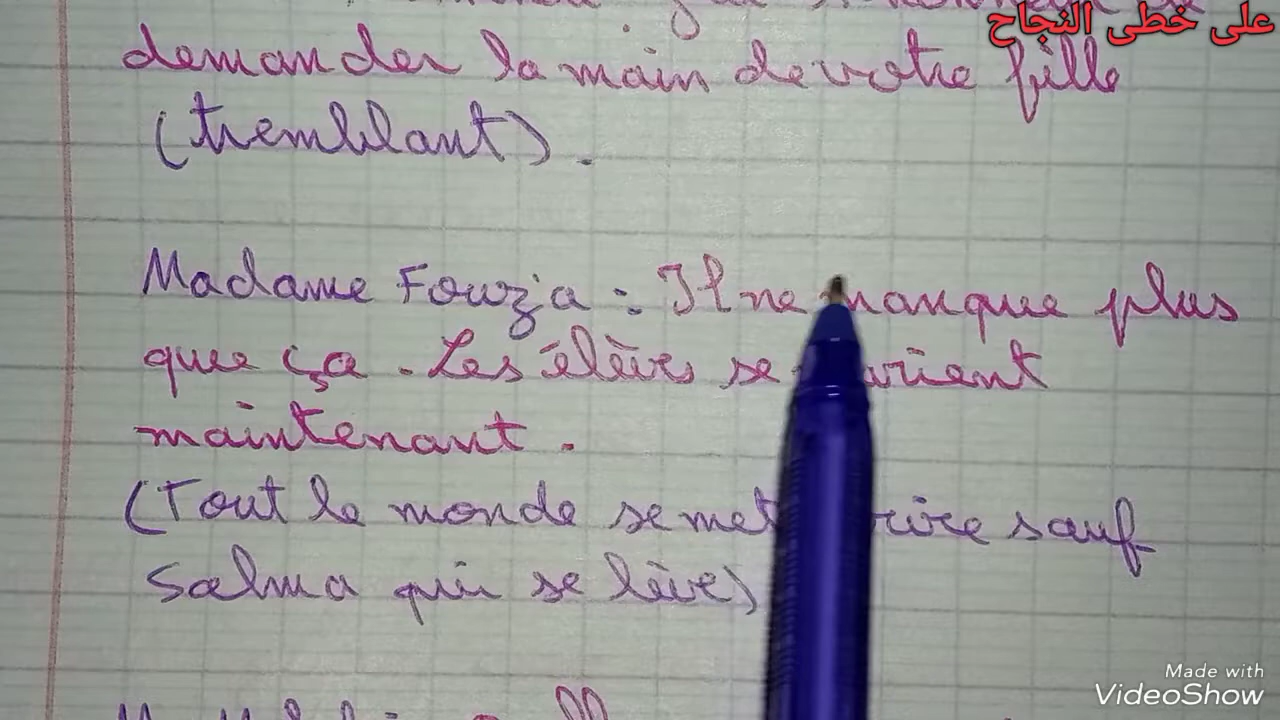 على خطى النجاح
demander la main de votre fille
(tremblant).
Madame Fouzia : Il ne manque plus
que ça. Les élèves se marient
maintenant.
(Tout le monde se met rire sauf
Salma qui se lève)
Made with
VideoShow